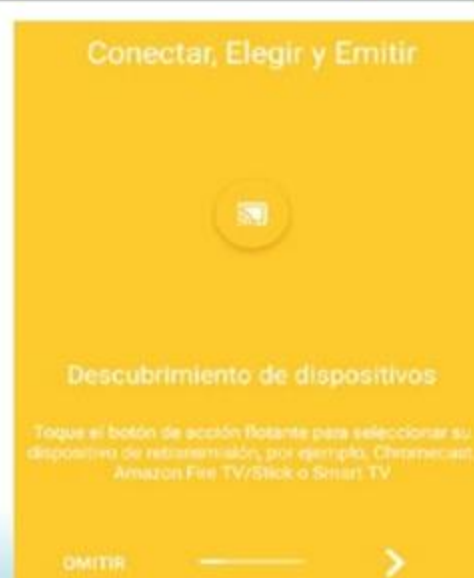 Conectar, Elegir y Emitir
Descubrimiento de dispositivos
Toque el botón de acción flotante para seleccionar su
dispositivo de retransmisión, por ejemplo, Chromecast,
Amazon Fire TV/Stick o Smart TV
OMITIR